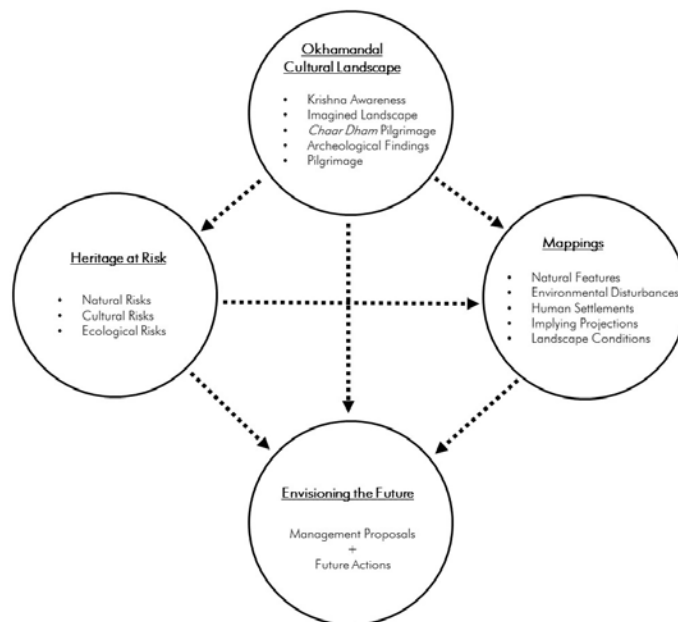 Okhamandal
Cultural Landscape
• Krishna Awareness
• Imagined Landscape
• Chaar Dham Pilgrimage
• Archeological Findings
• Pilgrimage
Heritage at Risk
• Natural Risks
• Cultural Risks
• Ecological Risks
Mappings
• Natural Features
• Environmental Disturbances
• Human Settlements
• Implying Projections
• Landscape Conditions
Envisioning the Future
Management Proposals
+
Future Actions